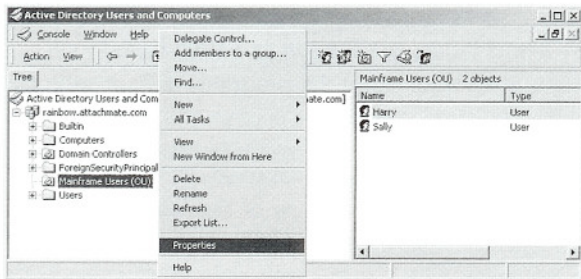 Active Directory Users and Computers
Console Window Help
Action View
Tree
Active Directory Users and Com
rainbow.attachmate.com
Builtin
Computers
Domain Controllers
ForeignSecurityPrincipal
Mainframe Users (OU)
Users
Delegate Control...
Add members to a group...
Move...
Find...
New
All Tasks
View
New Window from Here
Delete
Rename
Refresh
Export List...
Properties
Help
mate.com]
Mainframe Users (OU) 2 objects
Name Type
Harry User
Sally User